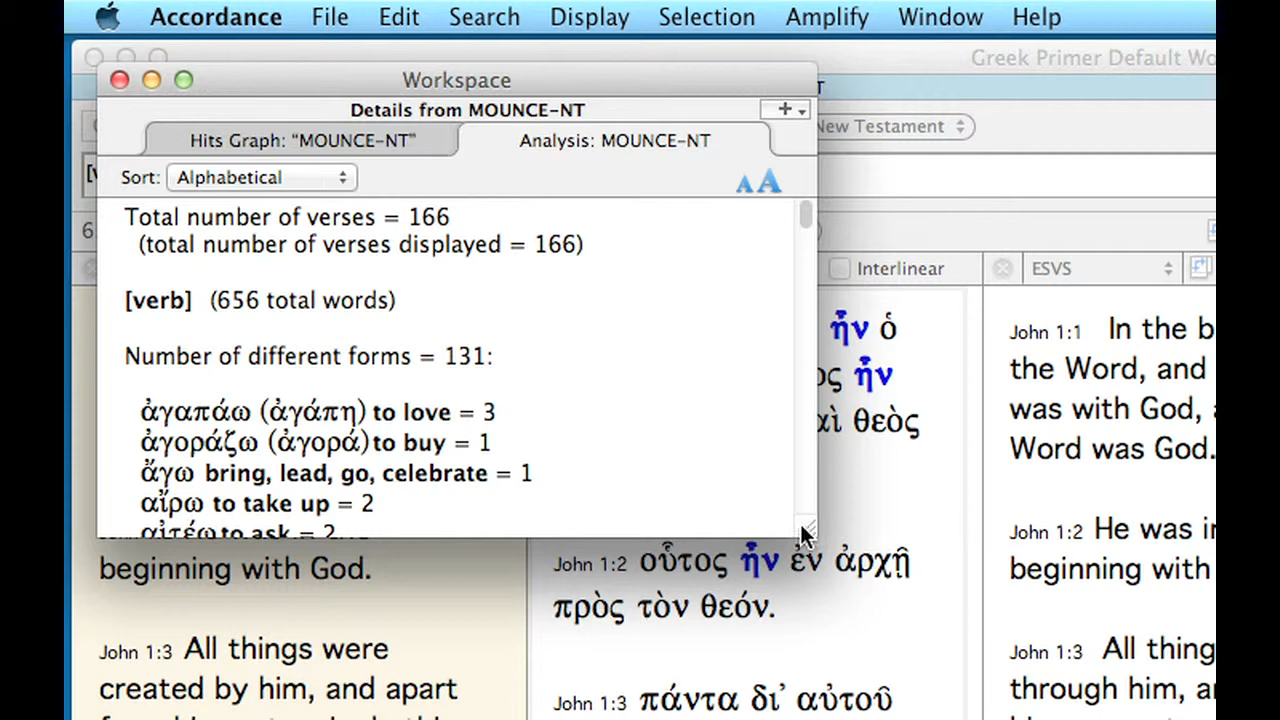 Accordance File Edit Search Display Selection Amplify Window Help
Greek Primer Default Wo
Workspace
Details from MOUNCE-NT
Hits Graph: “MOUNCE-NT”
Analysis: MOUNCE-NT
New Testament
Sort: Alphabetical
Total number of verses = 166
(total number of verses displayed = 166)
[verb] (656 total words)
Number of different forms = 131:
ἀγαπάω (ἀγάπη) to love = 3
ἀγοράζω (ἀγορά) to buy = 1
ἄγω bring, lead, go, celebrate = 1
αἴρω to take up = 2
αἰτέω to ask = 2
beginning with God.
John 1:3 All things were
created by him, and apart
Interlinear
ἦν ὁ
ἦν
θεὸς
John 1:2 οὗτος ἦν ἐν ἀρχῇ
πρὸς τὸν θεόν.
John 1:3 πάντα δι’ αὐτοῦ
ESVS
John 1:1 In the b
the Word, and
was with God, a
Word was God.
John 1:2 He was in
beginning with
John 1:3 All thing
through him, a